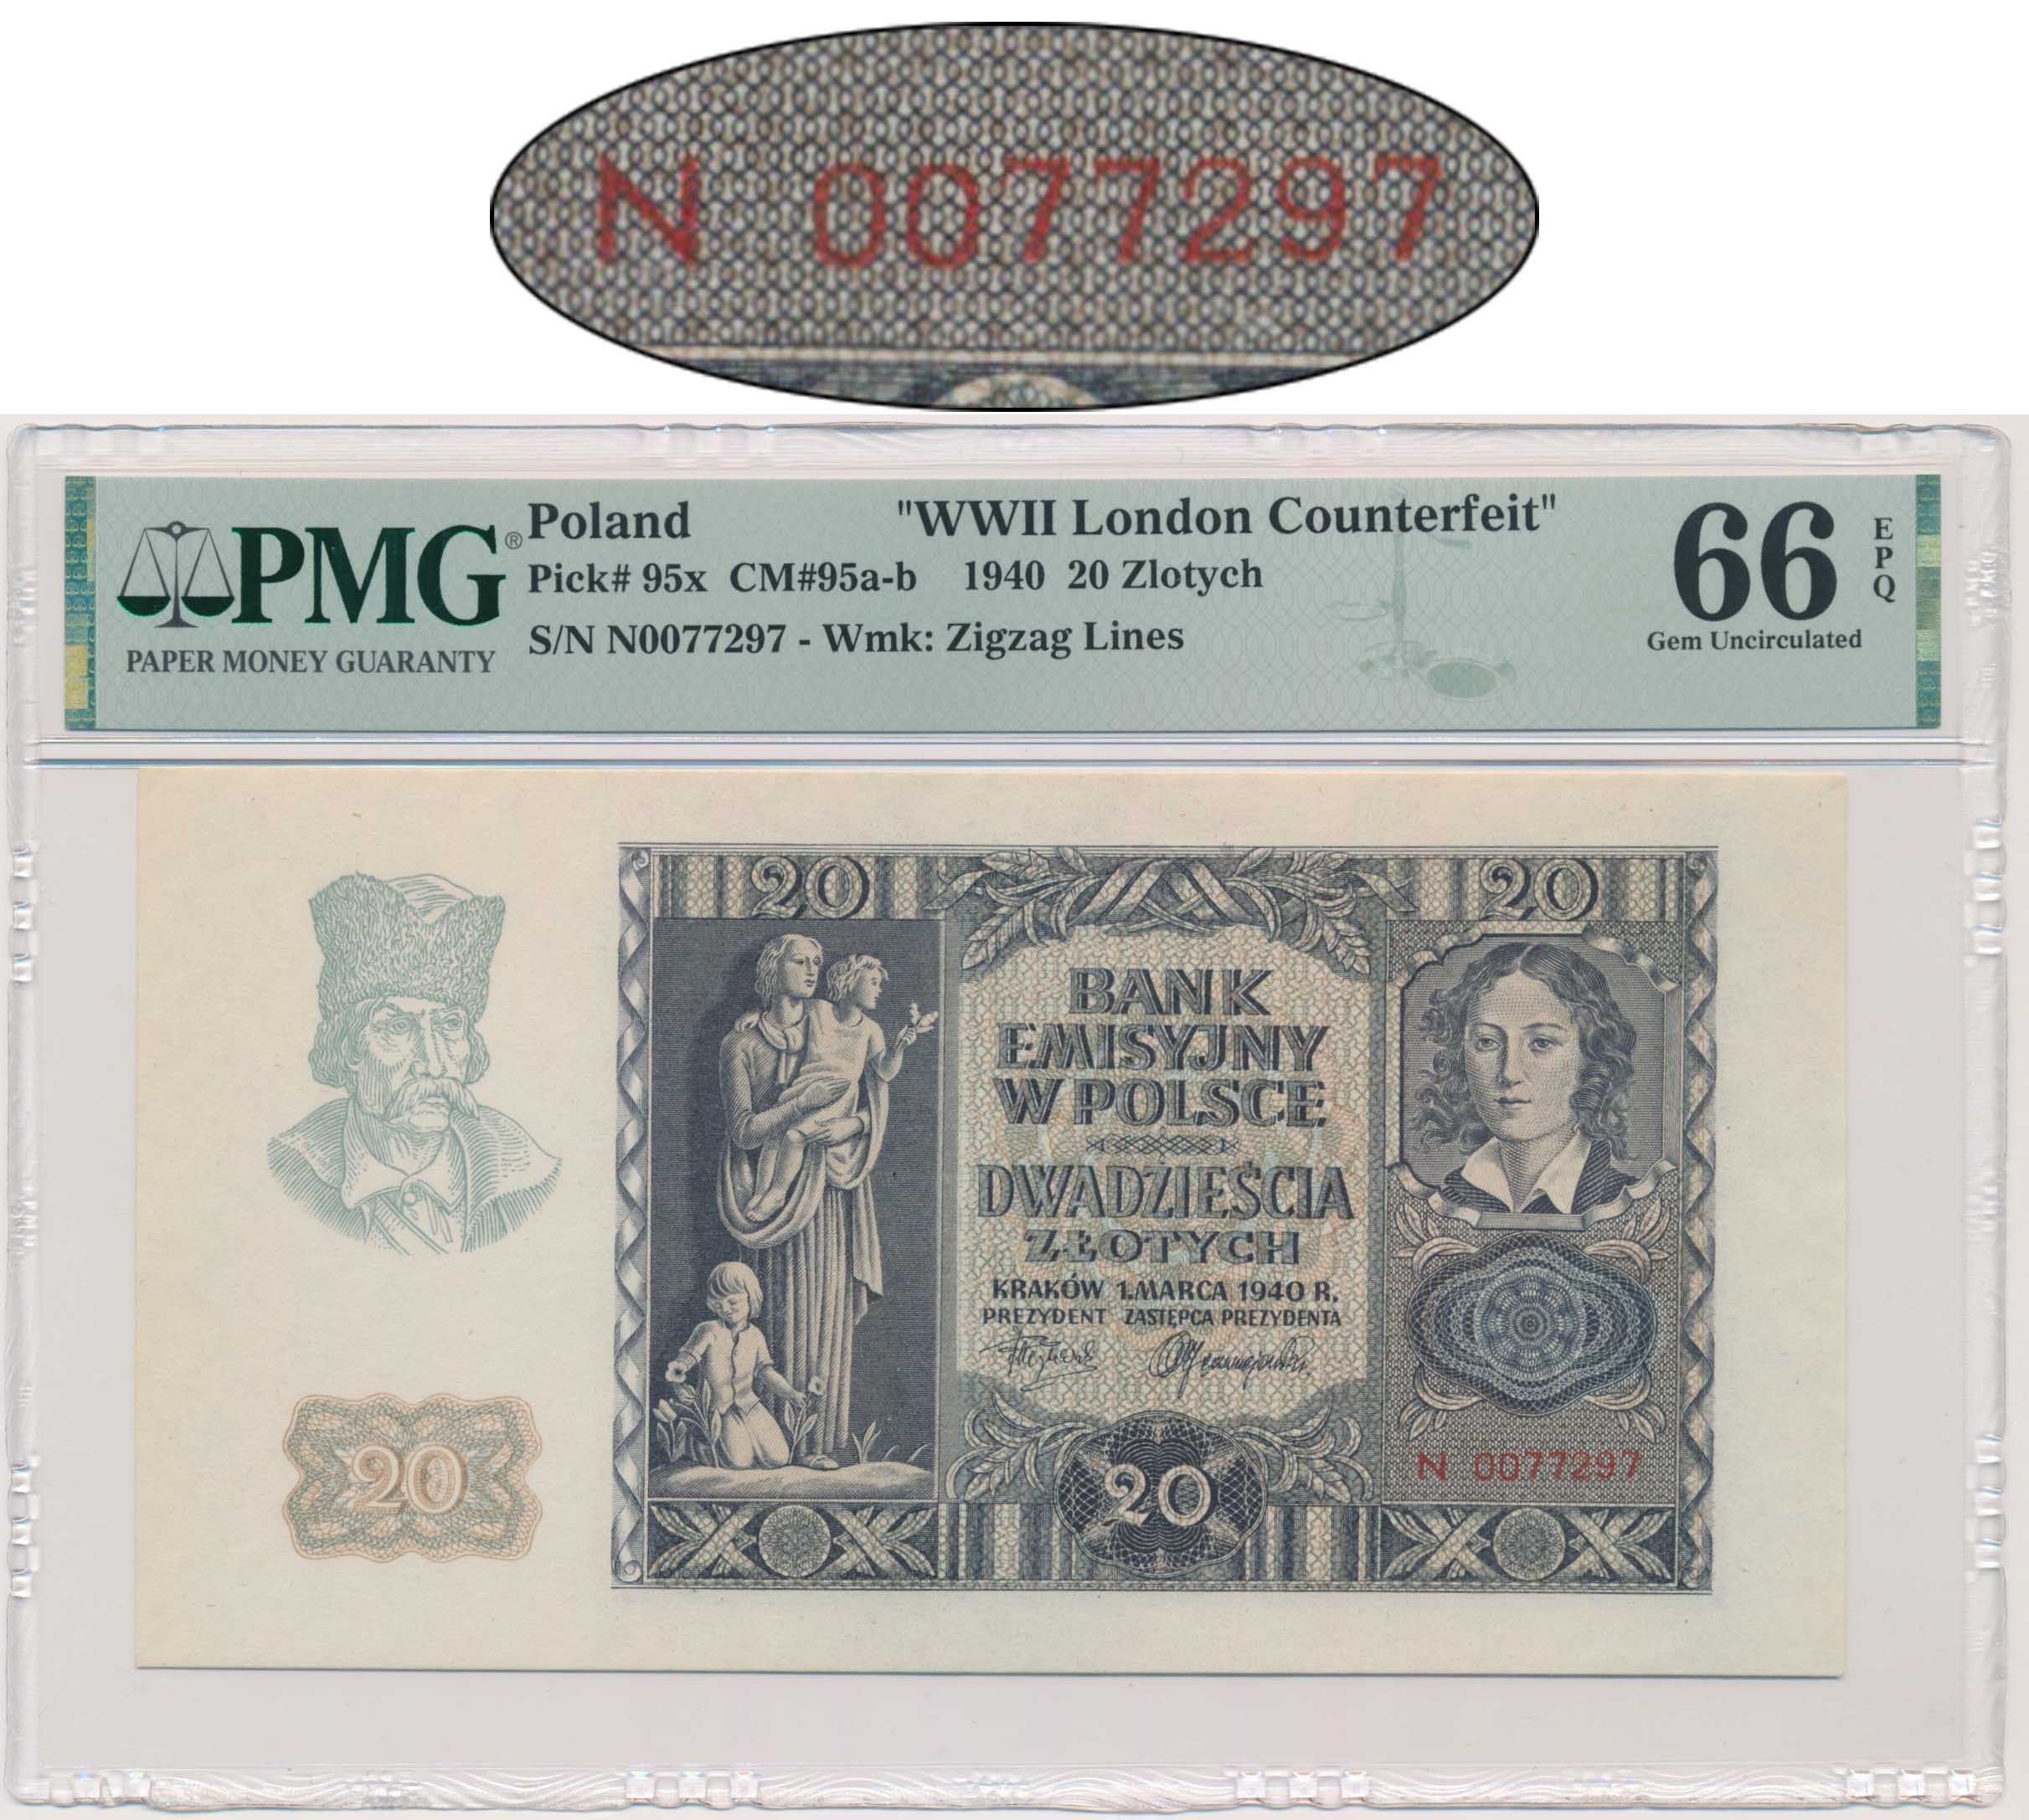 N 0077297
PMG®
PAPER MONEY GUARANTY
Poland "WWII London Counterfeit"
Pick# 95x CM#95a-b 1940 20 Zlotych
S/N N0077297 - Wmk: Zigzag Lines
66
EPQ
Gem Uncirculated
20 20
BANK
EMISYJNY
W POLSCE
DWADZIEŚCIA
ZŁOTYCH
KRAKÓW 1.MARCA 1940 R.
PREZYDENT ZASTĘPCA PREZYDENTA
20
20
N 0077297